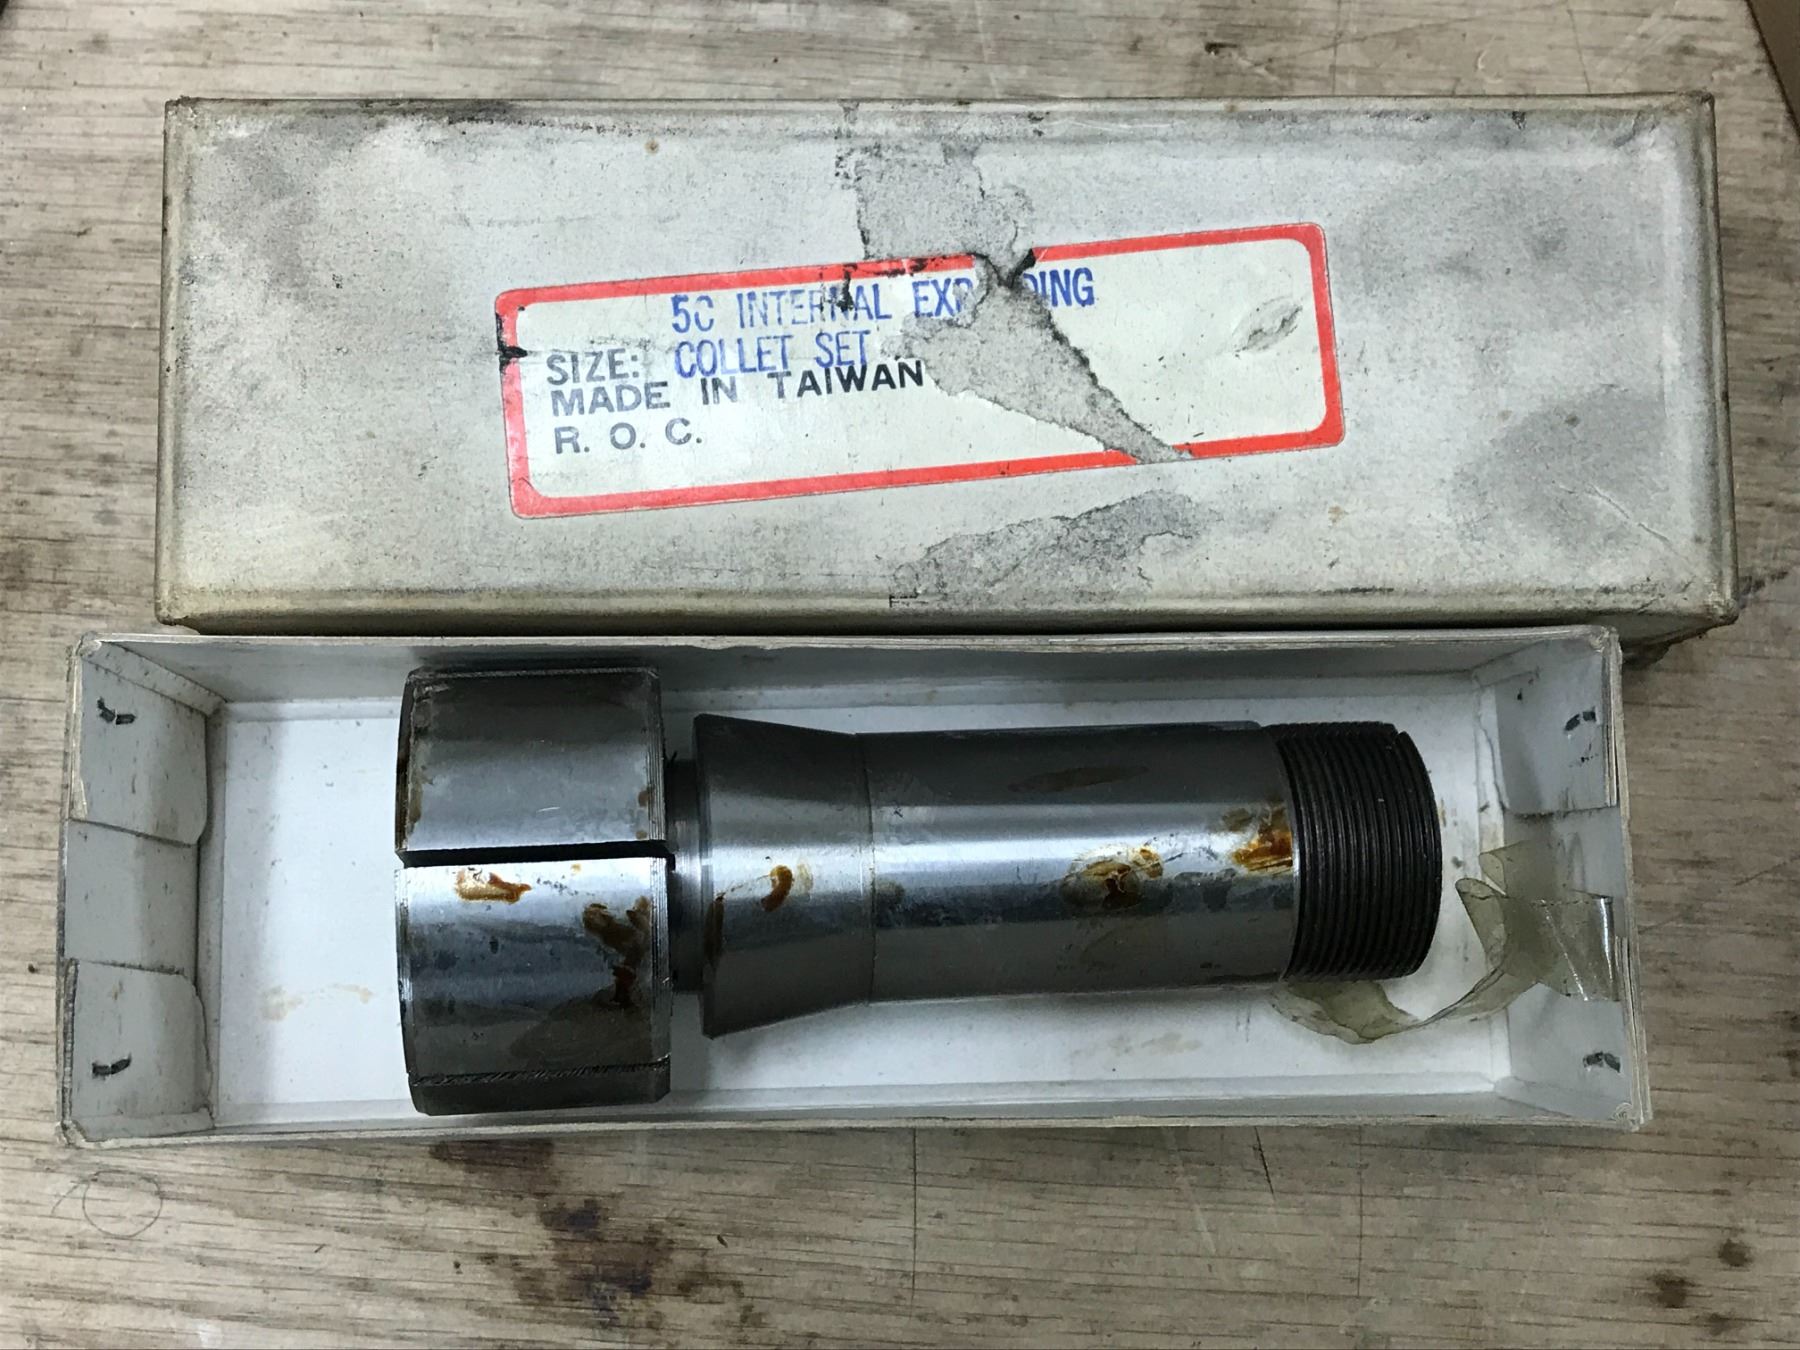 5C INTERNAL
SIZE: COLLET SET
MADE IN TAIWAN
R. O. C.